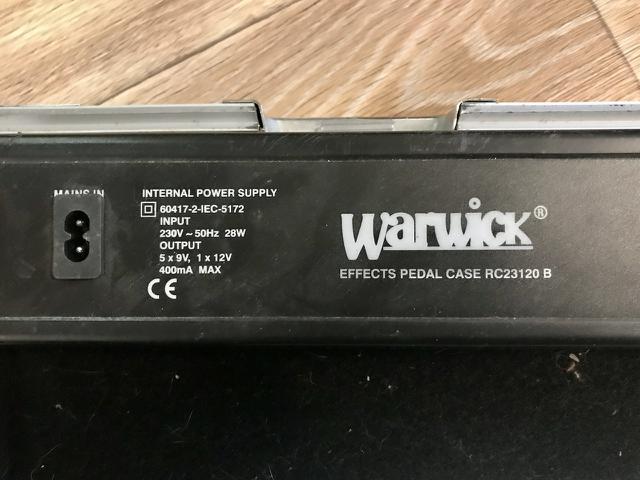 MAINS IN
INTERNAL POWER SUPPLY
60417-2-IEC-5172
INPUT
230V ~ 50Hz 28W
OUTPUT
5 x 9V, 1 x 12V
400mA MAX
CE
Warwick®
EFFECTS PEDAL CASE RC23120 B